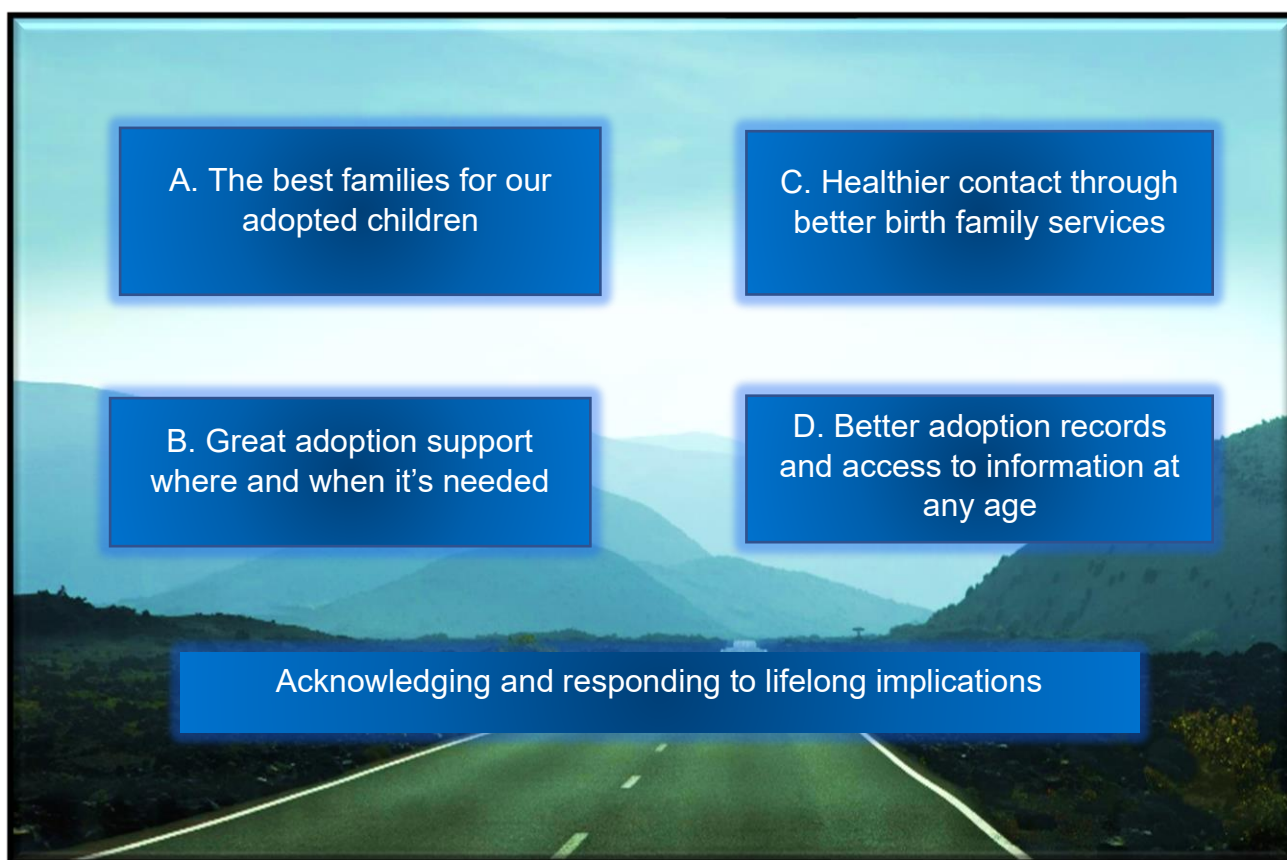 A. The best families for our
adopted children
B. Great adoption support
where and when it’s needed
C. Healthier contact through
better birth family services
D. Better adoption records
and access to information at
any age
Acknowledging and responding to lifelong implications